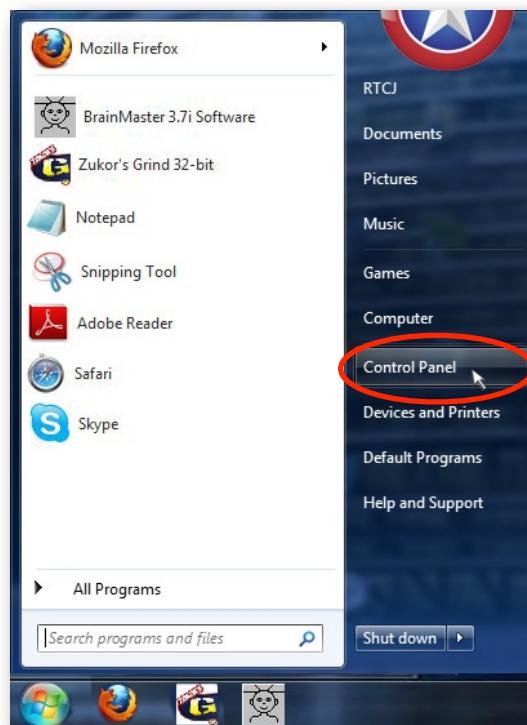 Mozilla Firefox
BrainMaster 3.7i Software
Zukor's Grind 32-bit
Notepad
Snipping Tool
Adobe Reader
Safari
Skype
All Programs
Search programs and files
RTCJ
Documents
Pictures
Music
Games
Computer
Control Panel
Devices and Printers
Default Programs
Help and Support
Shut down